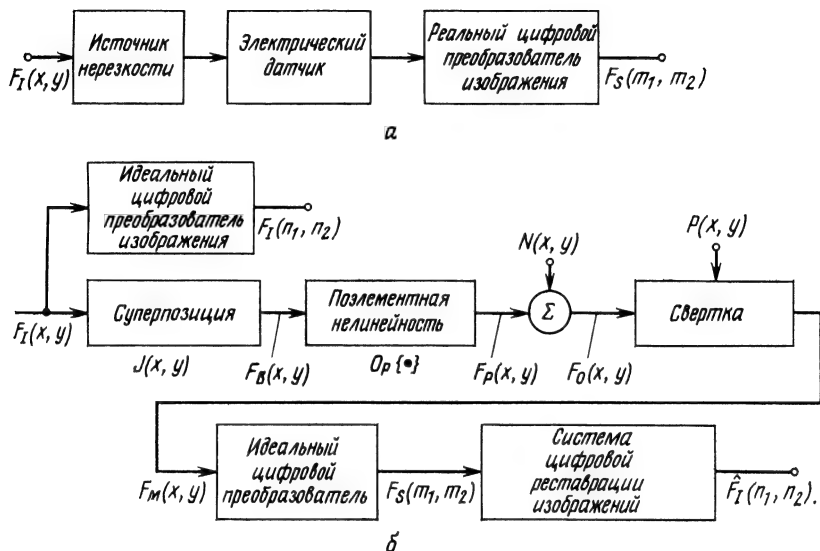 Источник
нерезкости
Электрический
датчик
Реальный цифровой
преобразователь
изображения
F_I(x, y)
F_S(m_1, m_2)
а
Идеальный
цифровой
преобразователь
изображения
F_I(n_1, n_2)
N(x, y)
P(x, y)
Суперпозиция
Поэлементная
нелинейность
Σ
Свертка
F_I(x, y)
J(x, y)
F_B(x, y)
O_P{•}
F_P(x, y)
F_O(x, y)
Идеальный
цифровой
преобразователь
Система
цифровой
реставрации
изображений
F_M(x, y)
F_S(m_1, m_2)
F̂_I(n_1, n_2).
б